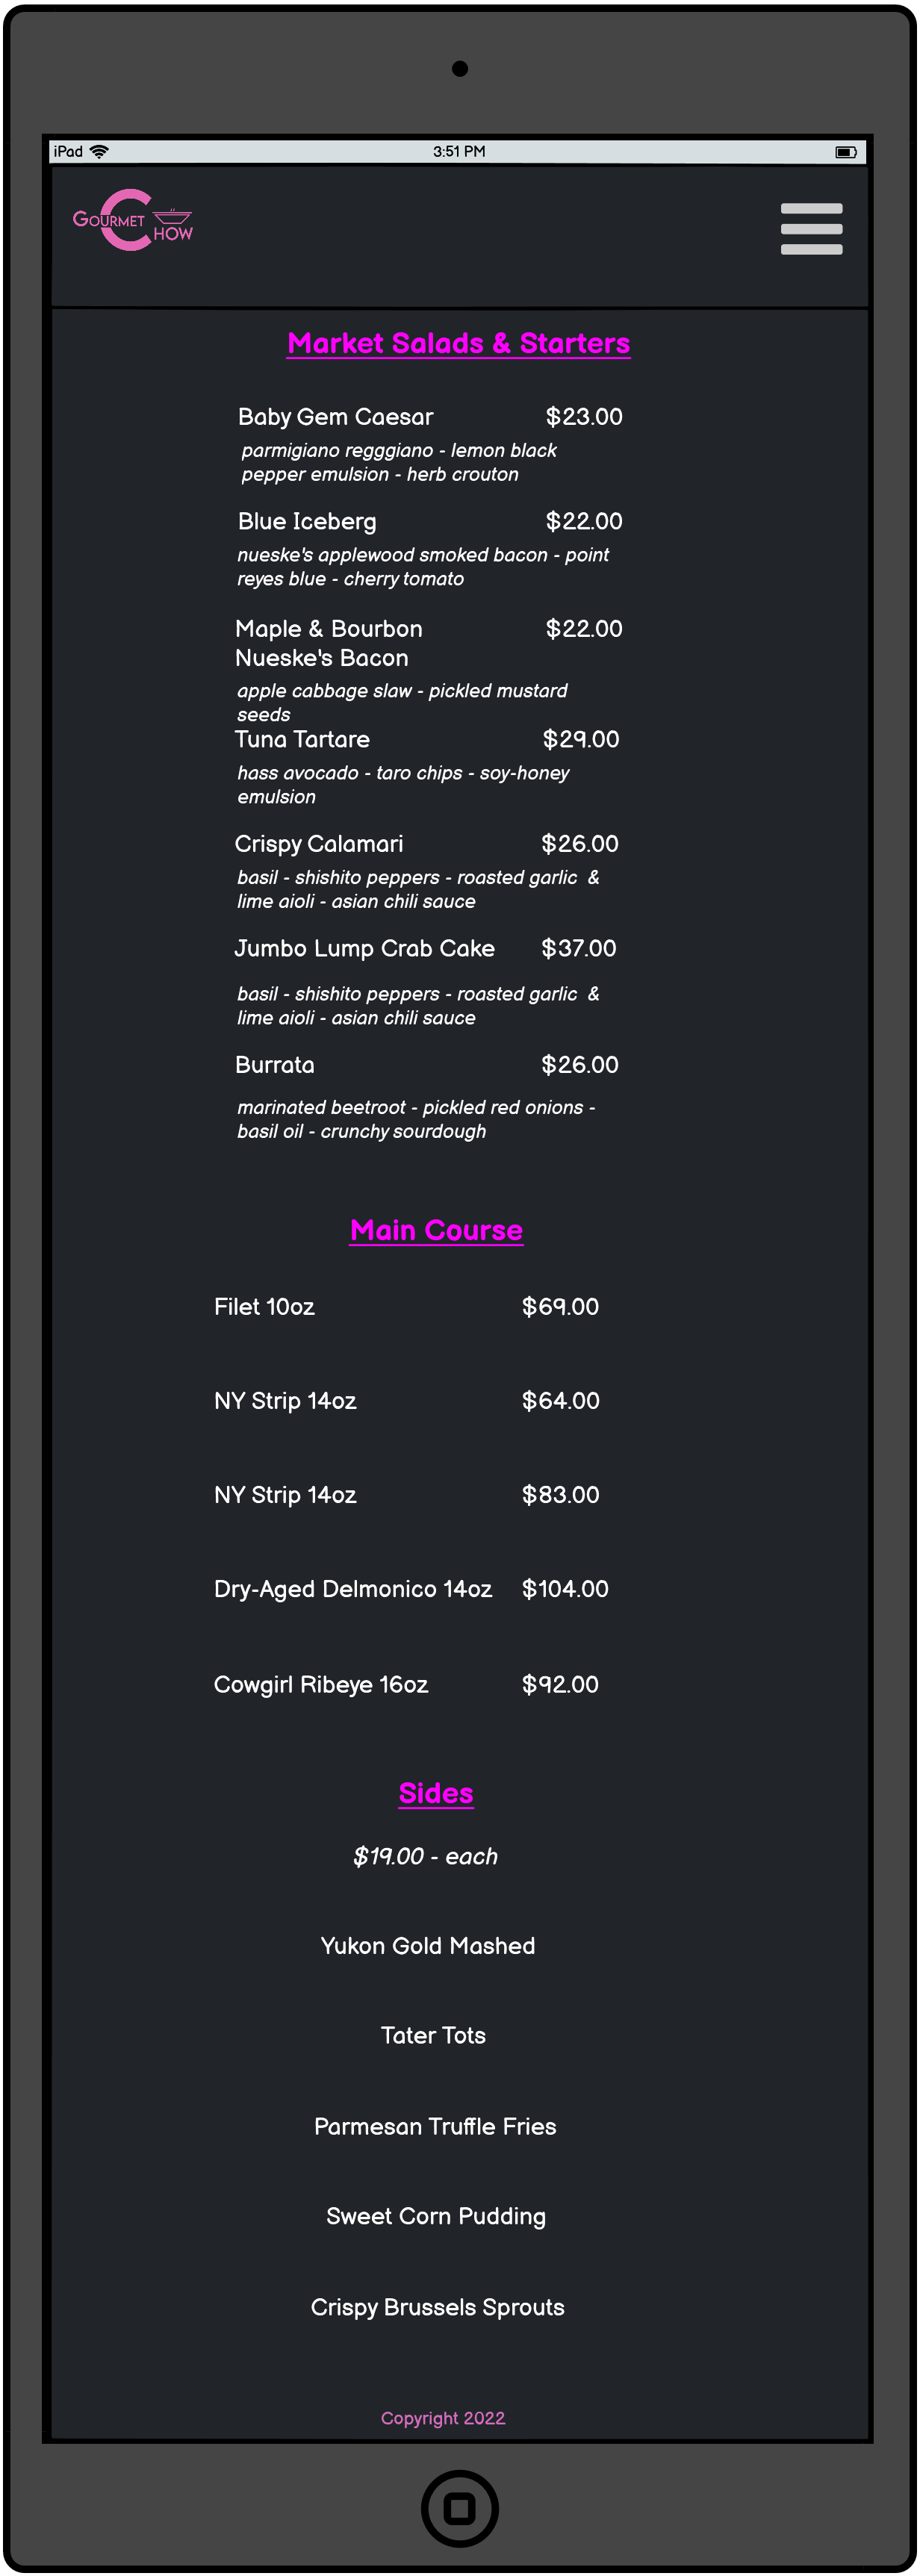 iPad 3:51 PM
GOURMET
CHOW
Market Salads & Starters
Baby Gem Caesar $23.00
parmigiano regggiano - lemon black
pepper emulsion - herb crouton
Blue Iceberg $22.00
nueske's applewood smoked bacon - point
reyes blue - cherry tomato
Maple & Bourbon $22.00
Nueske's Bacon
apple cabbage slaw - pickled mustard
seeds
Tuna Tartare $29.00
hass avocado - taro chips - soy-honey
emulsion
Crispy Calamari $26.00
basil - shishito peppers - roasted garlic &
lime aioli - asian chili sauce
Jumbo Lump Crab Cake $37.00
basil - shishito peppers - roasted garlic &
lime aioli - asian chili sauce
Burrata $26.00
marinated beetroot - pickled red onions -
basil oil - crunchy sourdough
Main Course
Filet 10oz $69.00
NY Strip 14oz $64.00
NY Strip 14oz $83.00
Dry-Aged Delmonico 14oz $104.00
Cowgirl Ribeye 16oz $92.00
Sides
$19.00 - each
Yukon Gold Mashed
Tater Tots
Parmesan Truffle Fries
Sweet Corn Pudding
Crispy Brussels Sprouts
Copyright 2022